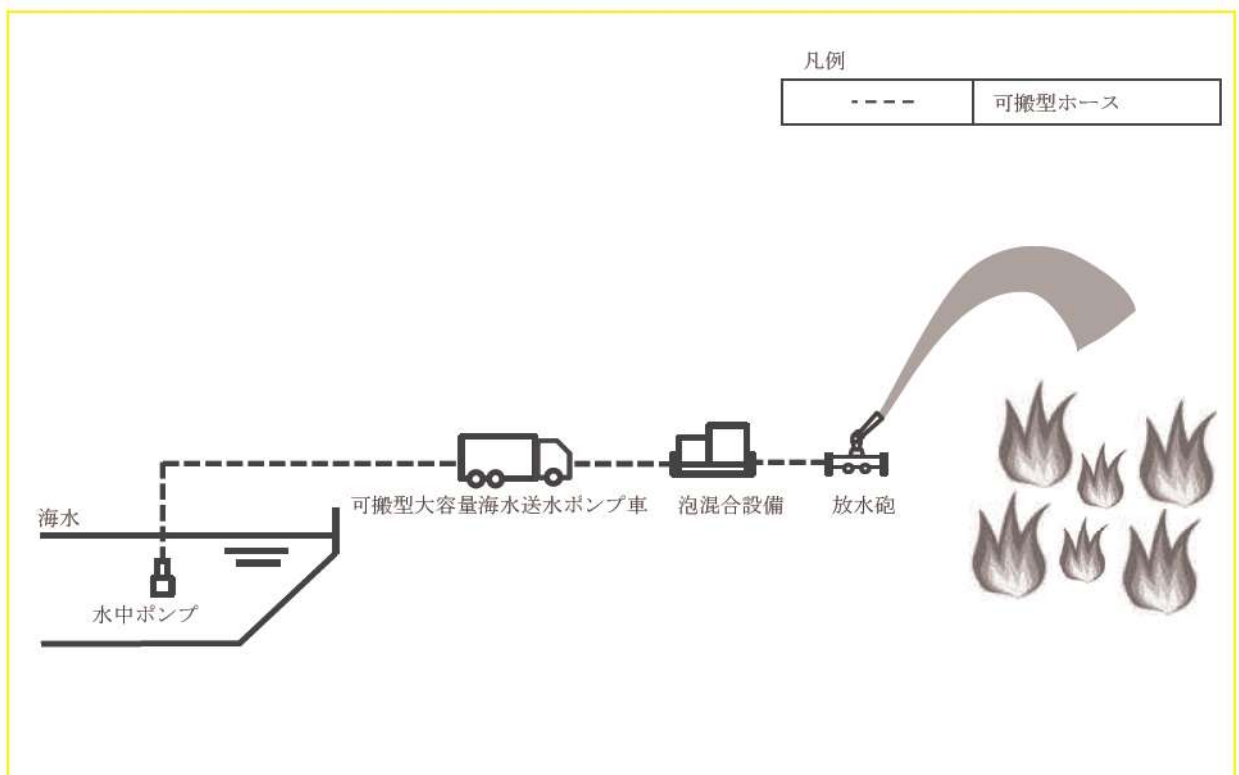 凡例
可搬型ホース
可搬型大容量海水送水ポンプ車
泡混合設備
放水砲
海水
水中ポンプ